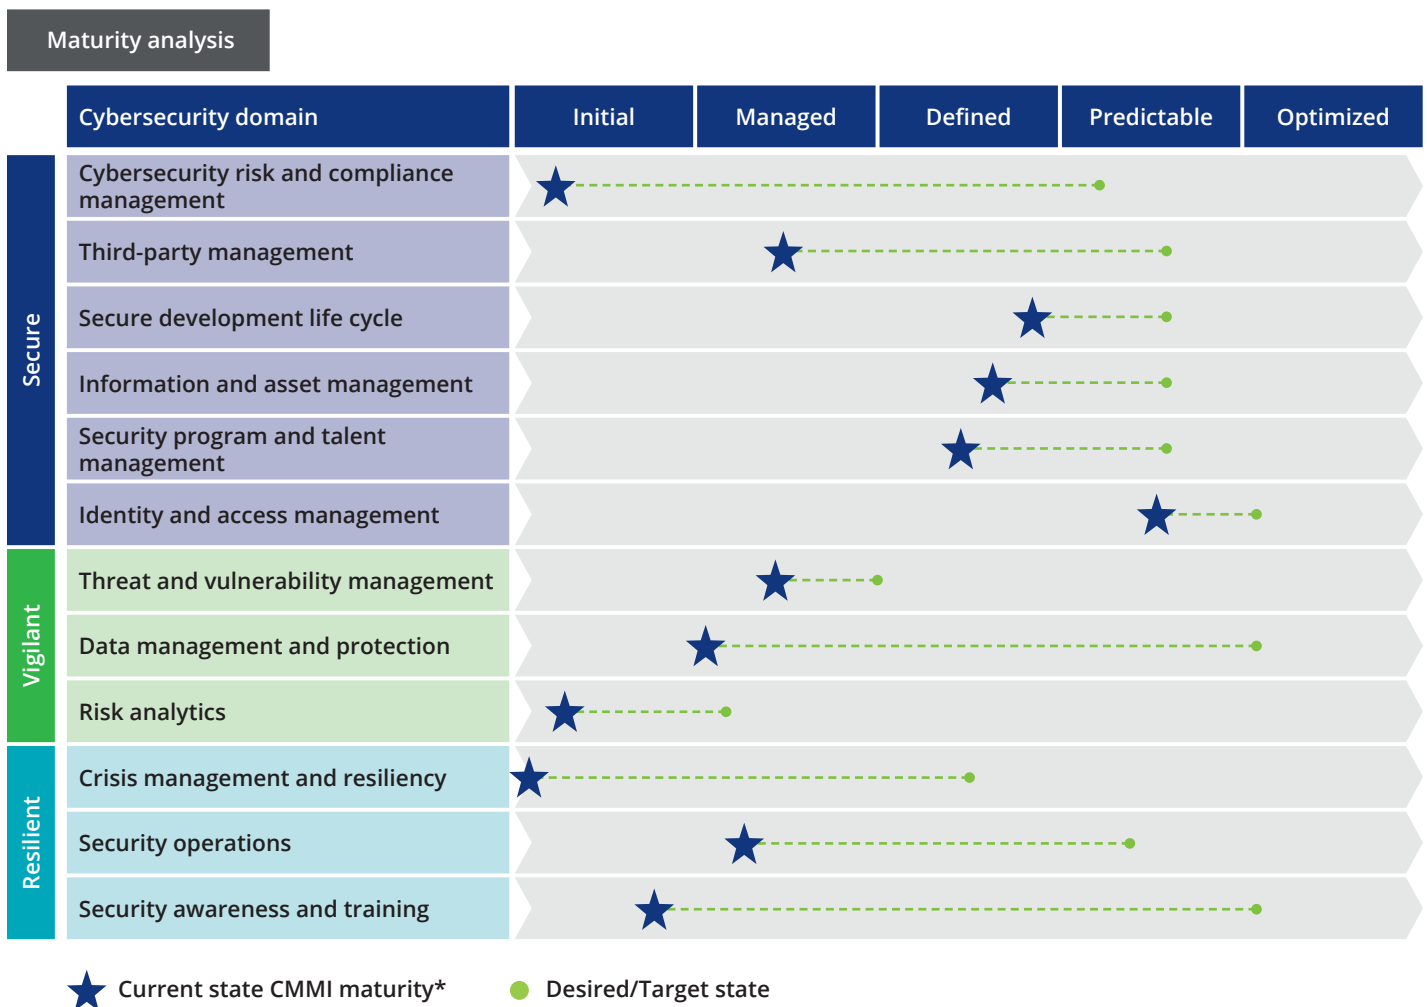 Maturity analysis
Cybersecurity domain
Initial
Managed
Defined
Predictable
Optimized
Secure
Cybersecurity risk and compliance
management
Third-party management
Secure development life cycle
Information and asset management
Security program and talent
management
Identity and access management
Vigilant
Threat and vulnerability management
Data management and protection
Risk analytics
Resilient
Crisis management and resiliency
Security operations
Security awareness and training
Current state CMMI maturity*
Desired/Target state